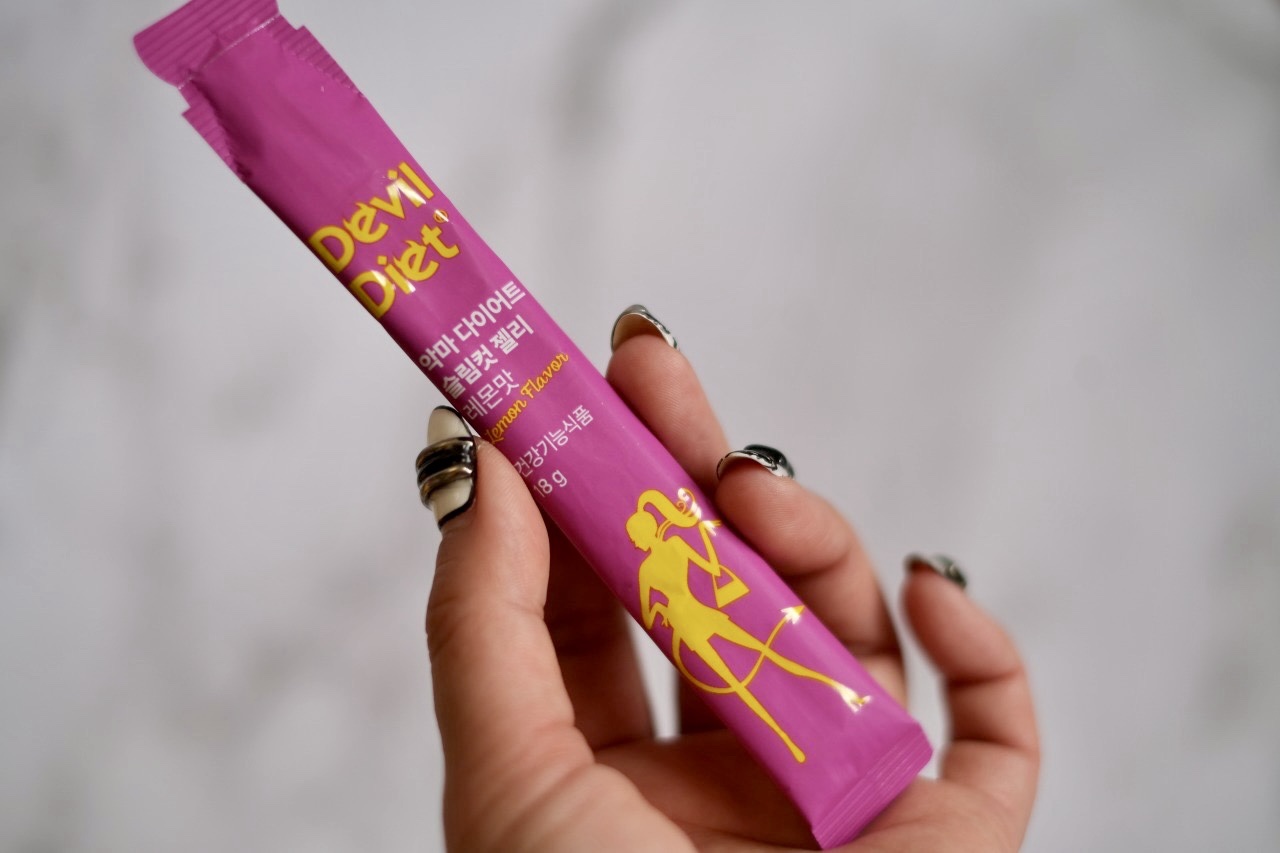 Devil
Diet
악마 다이어트
슬림컷 젤리
레몬맛
Lemon Flavor
건강기능식품
18 g